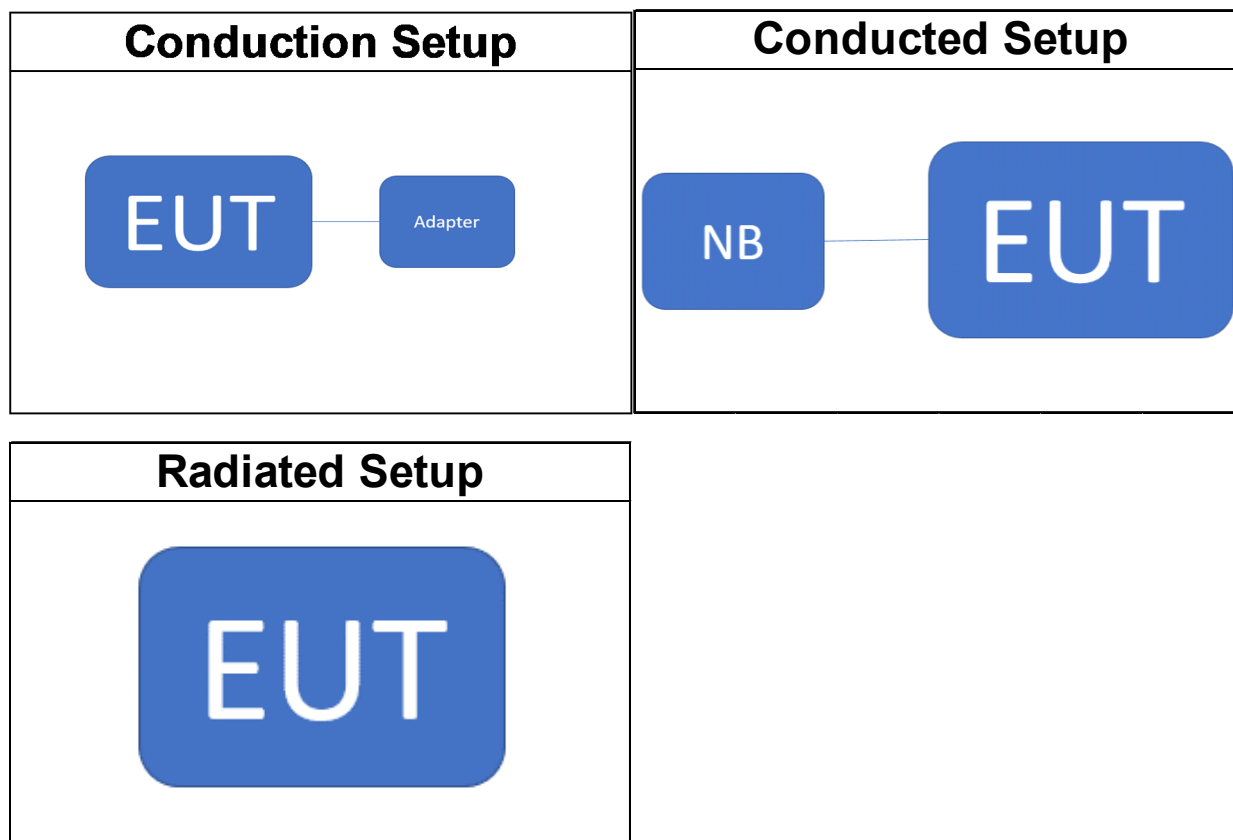 Conduction Setup
EUT
Adapter
Conducted Setup
NB
EUT
Radiated Setup
EUT